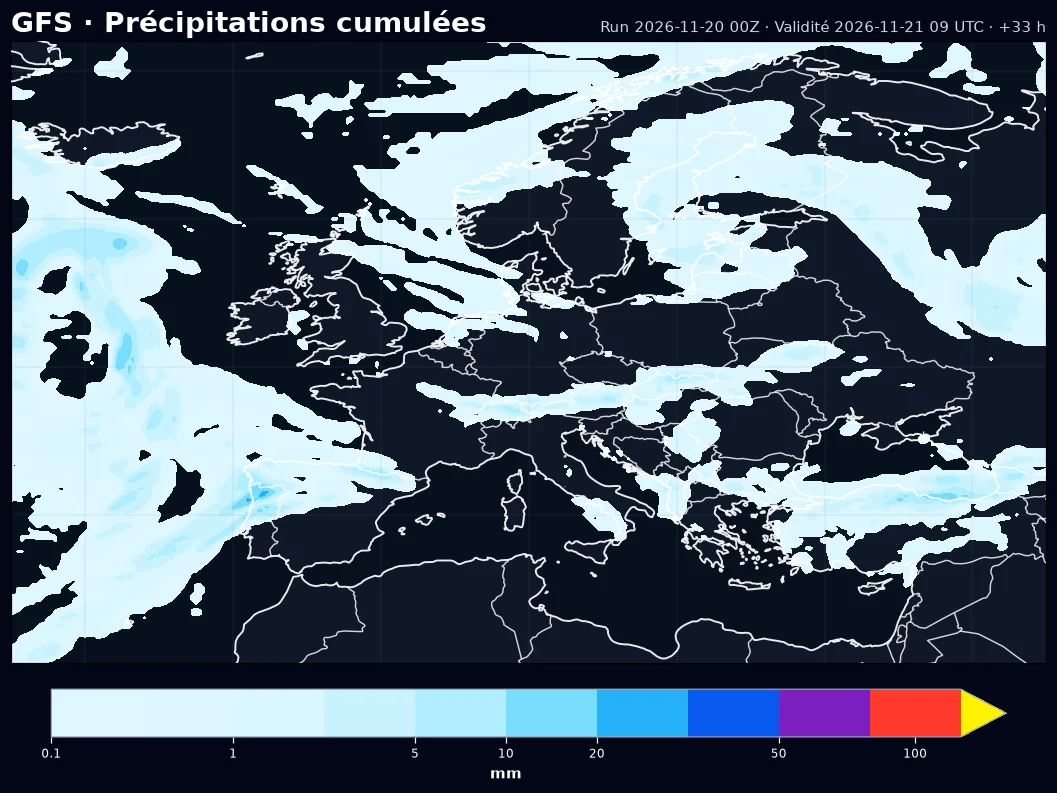 GFS · Précipitations cumulées
Run 2026-11-20 00Z · Validité 2026-11-21 09 UTC · +33 h
0.1 1 5 10 20 50 100
mm